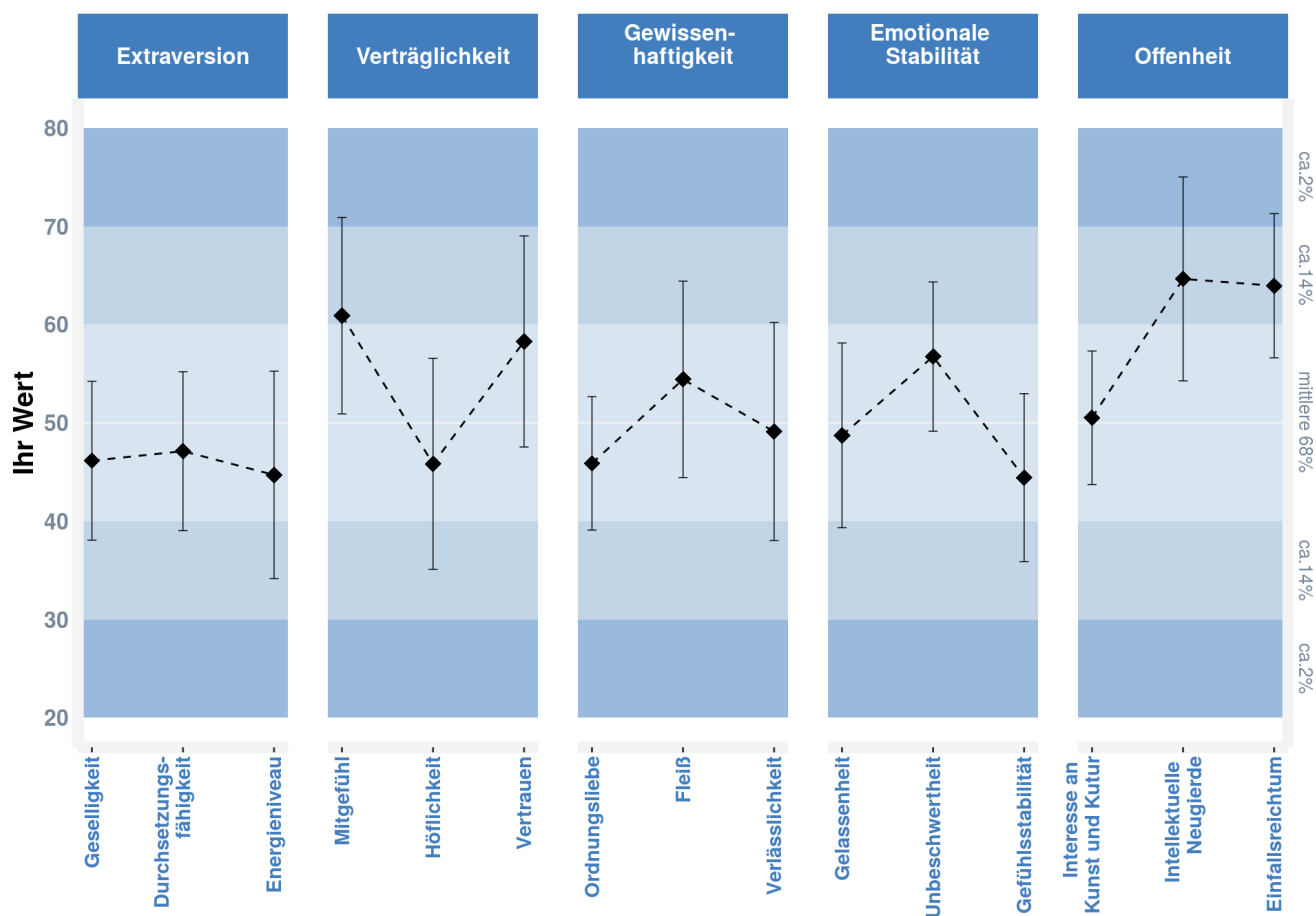 Extraversion
Verträglichkeit
Gewissen-
haftigkeit
Emotionale
Stabilität
Offenheit
80
70
60
50
40
30
20
Ihr Wert
ca.2%
ca.14%
mittlere 68%
ca.14%
ca.2%
Geselligkeit
Durchsetzungs-
fähigkeit
Energieniveau
Mitgefühl
Höflichkeit
Vertrauen
Ordnungsliebe
Fleiß
Verlässlichkeit
Gelassenheit
Unbeschwertheit
Gefühlsstabilität
Interesse an
Kunst und Kutur
Intellektuelle
Neugierde
Einfallsreichtum